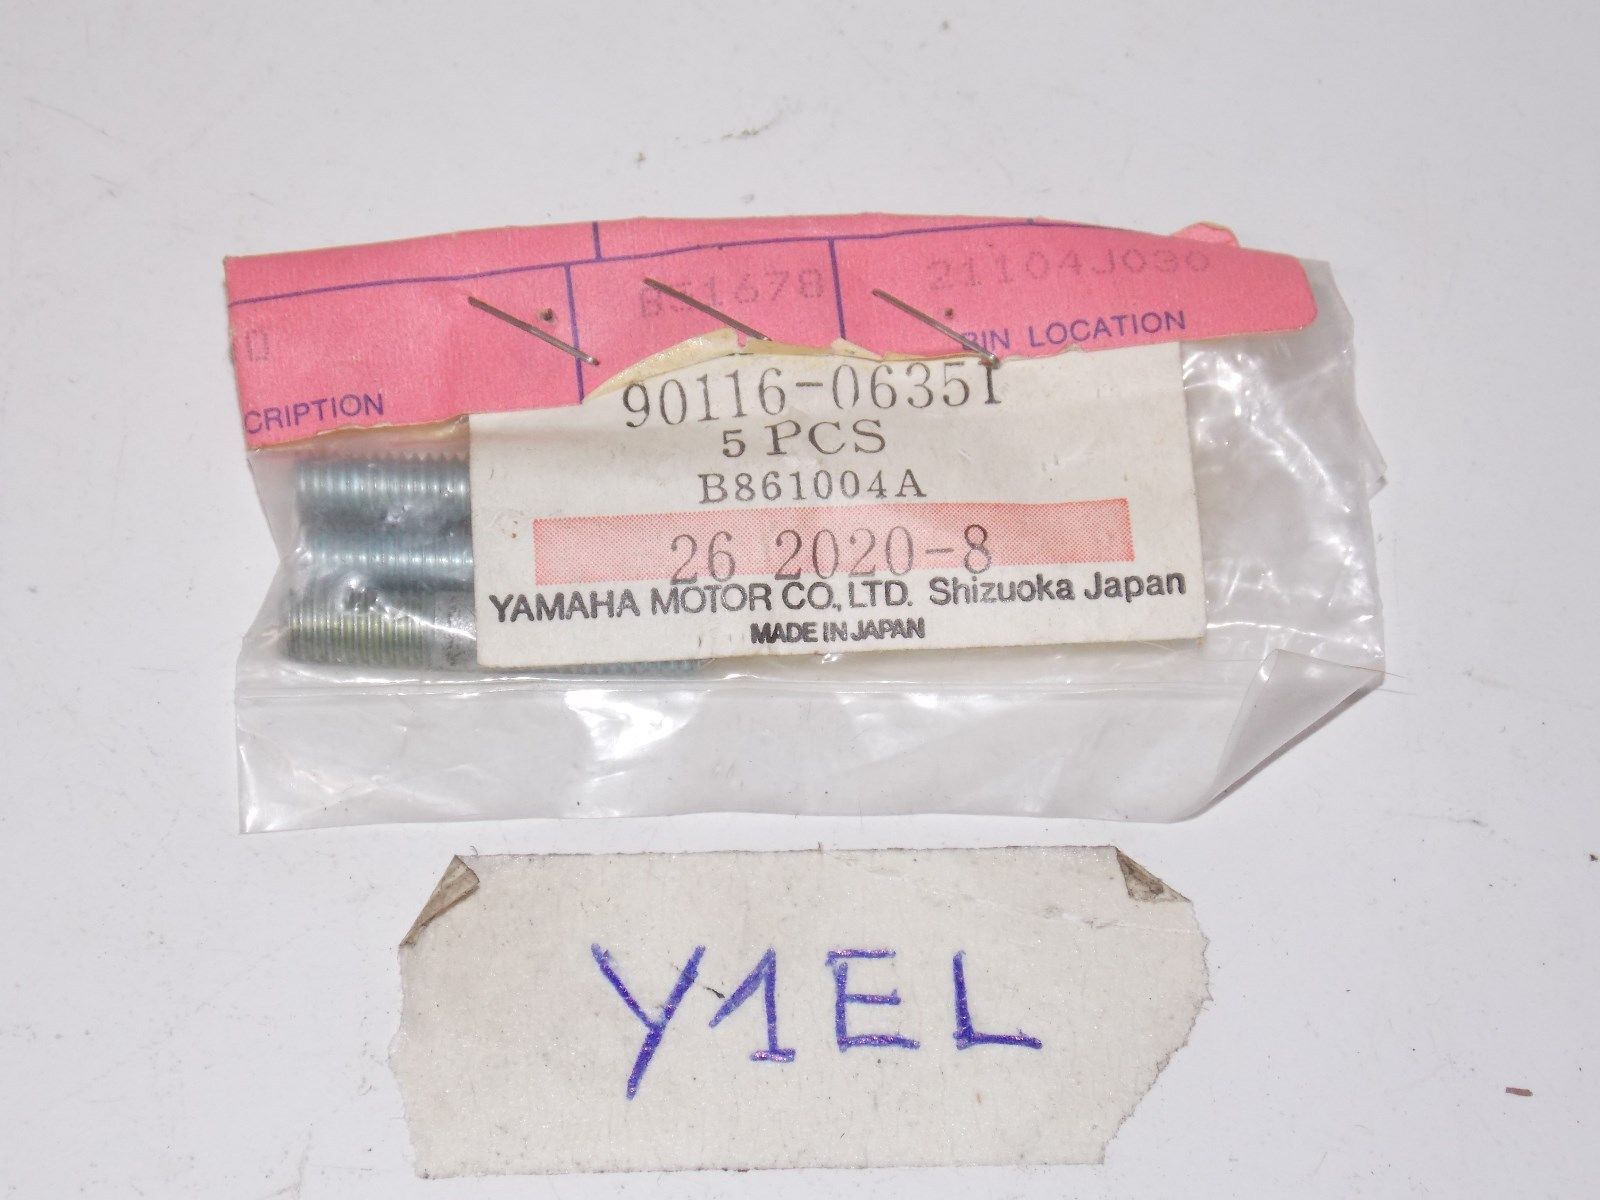 21104J030
BIN LOCATION
0
CRIPTION
90116-06351
5 PCS
B861004A
26 2020-8
YAMAHA MOTOR CO., LTD. Shizuoka Japan
MADE IN JAPAN
Y1EL